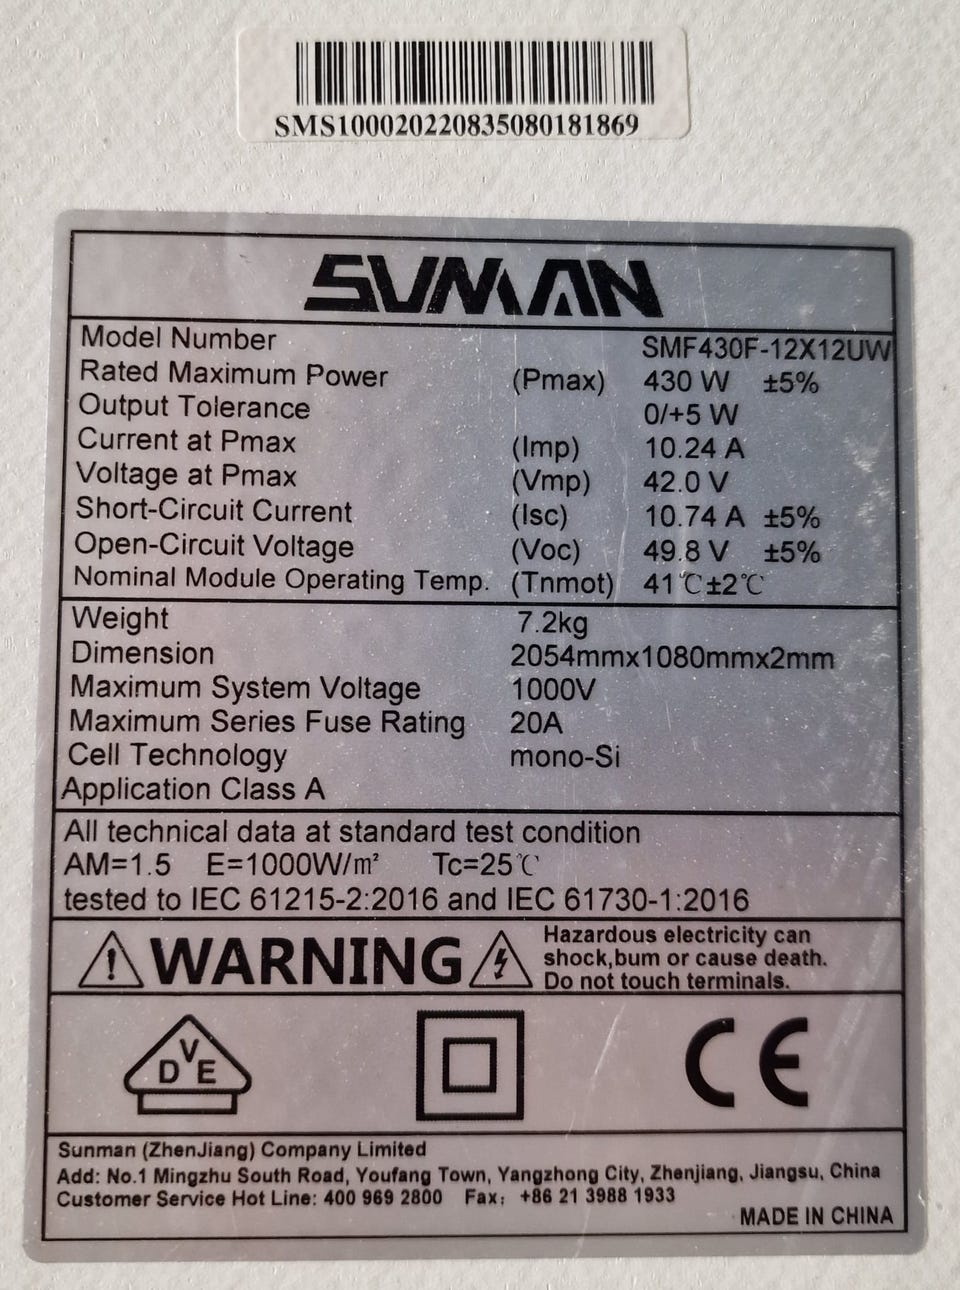 SMS100020220835080181869
SUNMAN
Model Number SMF430F-12X12UW
Rated Maximum Power (Pmax) 430 W ±5%
Output Tolerance 0/+5 W
Current at Pmax (Imp) 10.24 A
Voltage at Pmax (Vmp) 42.0 V
Short-Circuit Current (Isc) 10.74 A ±5%
Open-Circuit Voltage (Voc) 49.8 V ±5%
Nominal Module Operating Temp. (Tnmot) 41℃±2℃
Weight 7.2kg
Dimension 2054mmx1080mmx2mm
Maximum System Voltage 1000V
Maximum Series Fuse Rating 20A
Cell Technology mono-Si
Application Class A
All technical data at standard test condition
AM=1.5 E=1000W/m² Tc=25℃
tested to IEC 61215-2:2016 and IEC 61730-1:2016
WARNING
Hazardous electricity can
shock,bum or cause death.
Do not touch terminals.
DVE
CE
Sunman (ZhenJiang) Company Limited
Add: No.1 Mingzhu South Road, Youfang Town, Yangzhong City, Zhenjiang, Jiangsu, China
Customer Service Hot Line: 400 969 2800 Fax: +86 21 3988 1933
MADE IN CHINA